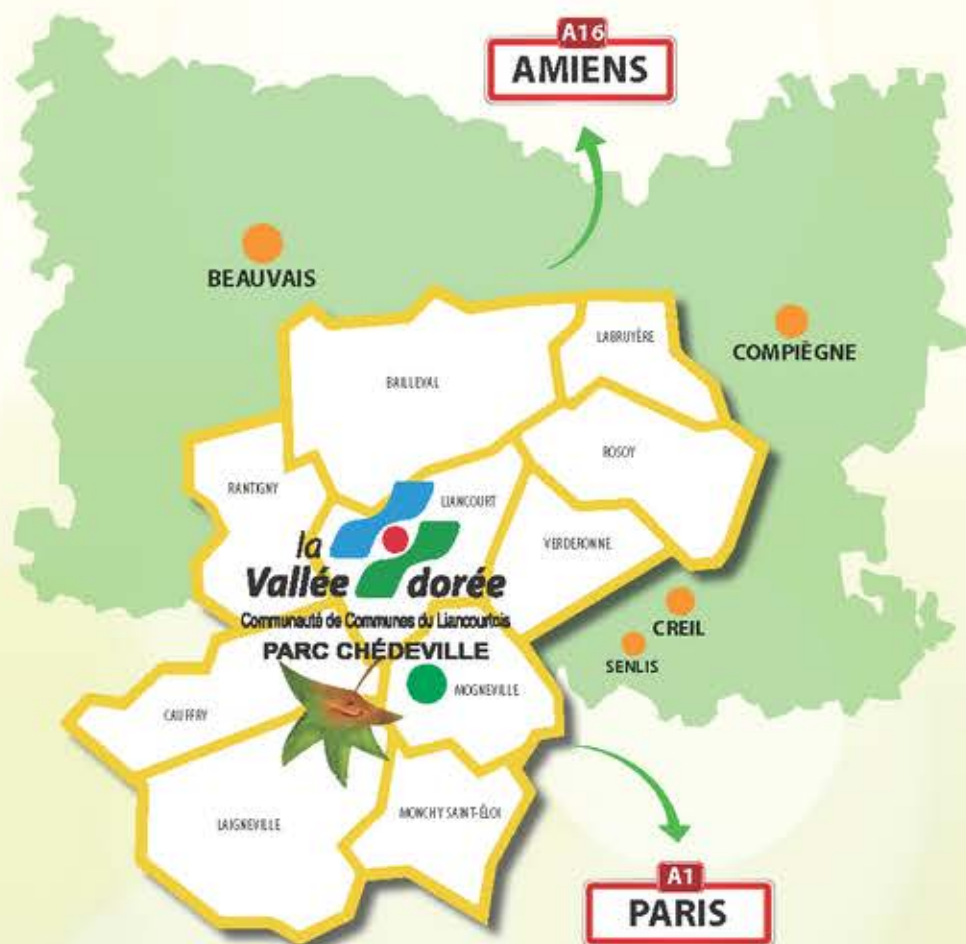 A16
AMIENS
BEAUVAIS
LABRUYÈRE
COMPIÈGNE
BAILLEVAL
ROSOY
RANTIGNY
LIANCOURT
VERDERONNE
la
Vallée dorée
Communauté de Communes du Liancourtois
PARC CHÉDEVILLE
CREIL
SENLIS
MOGNEVILLE
CAUFFRY
LAIGNEVILLE
MONCHY SAINT-ÉLOI
A1
PARIS